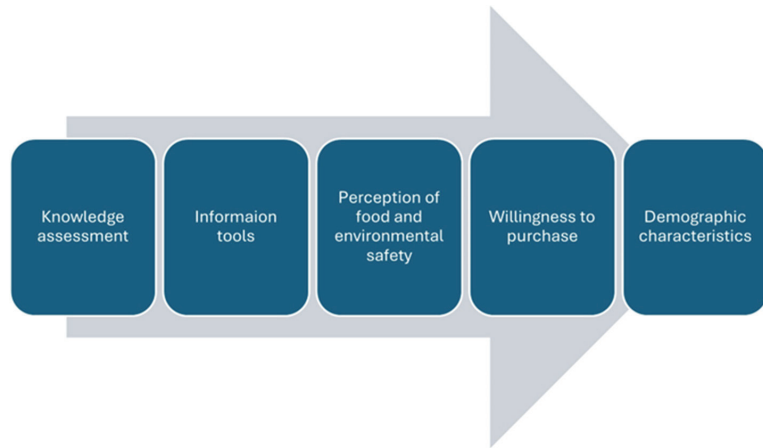 Knowledge
assessment
Informaion
tools
Perception of
food and
environmental
safety
Willingness to
purchase
Demographic
characteristics